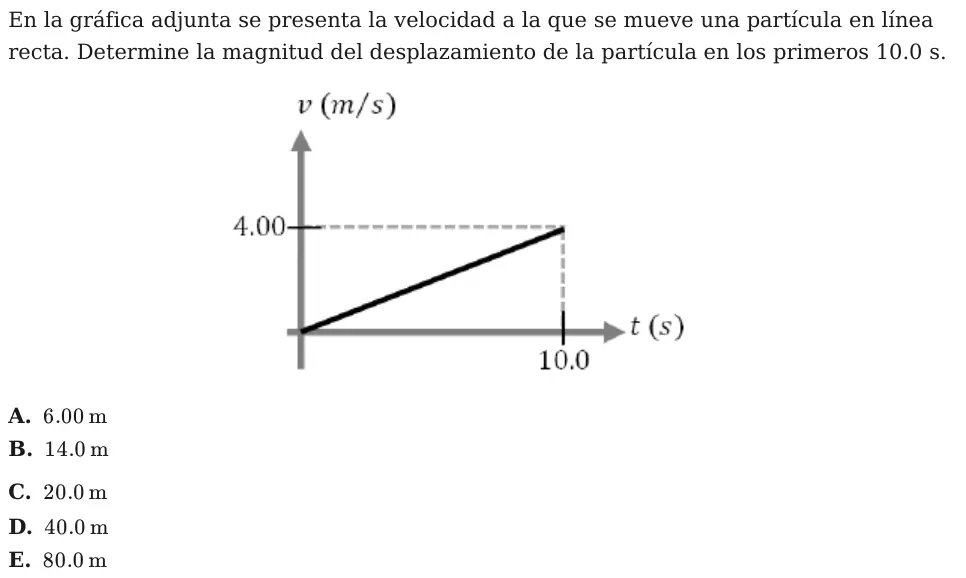 En la gráfica adjunta se presenta la velocidad a la que se mueve una partícula en línea
recta. Determine la magnitud del desplazamiento de la partícula en los primeros 10.0 s.
v (m/s)
4.00
t (s)
10.0
A. 6.00 m
B. 14.0 m
C. 20.0 m
D. 40.0 m
E. 80.0 m